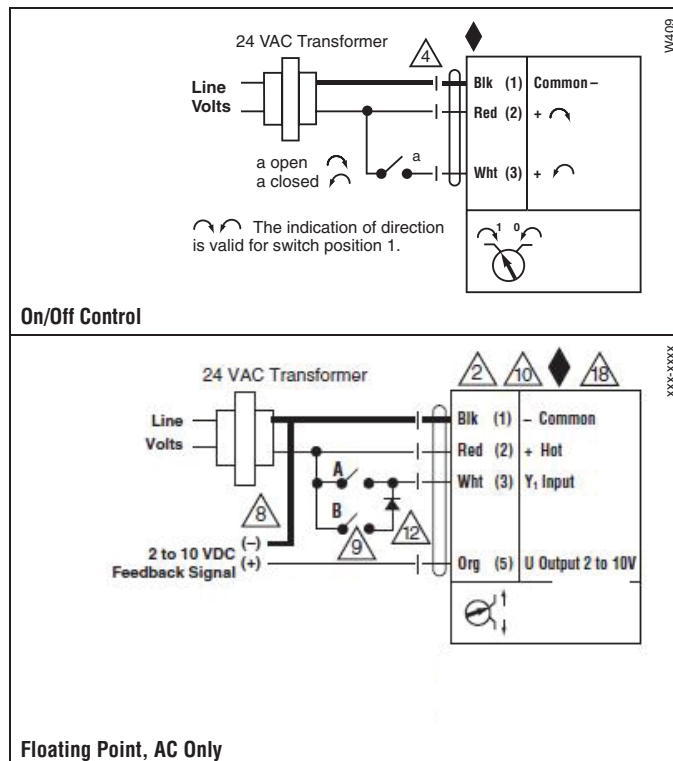 W409
24 VAC Transformer
4
Line
Volts
Blk (1) Common –
Red (2) +
a open
a closed
a
Wht (3) +
The indication of direction
is valid for switch position 1.
1 0
On/Off Control
xxx-xxxx
24 VAC Transformer
2 10 18
Line
Volts
Blk (1) – Common
Red (2) + Hot
A
Wht (3) Y₁ Input
B
8
9
12
2 to 10 VDC (–)
Feedback Signal (+)
Org (5) U Output 2 to 10V
Floating Point, AC Only